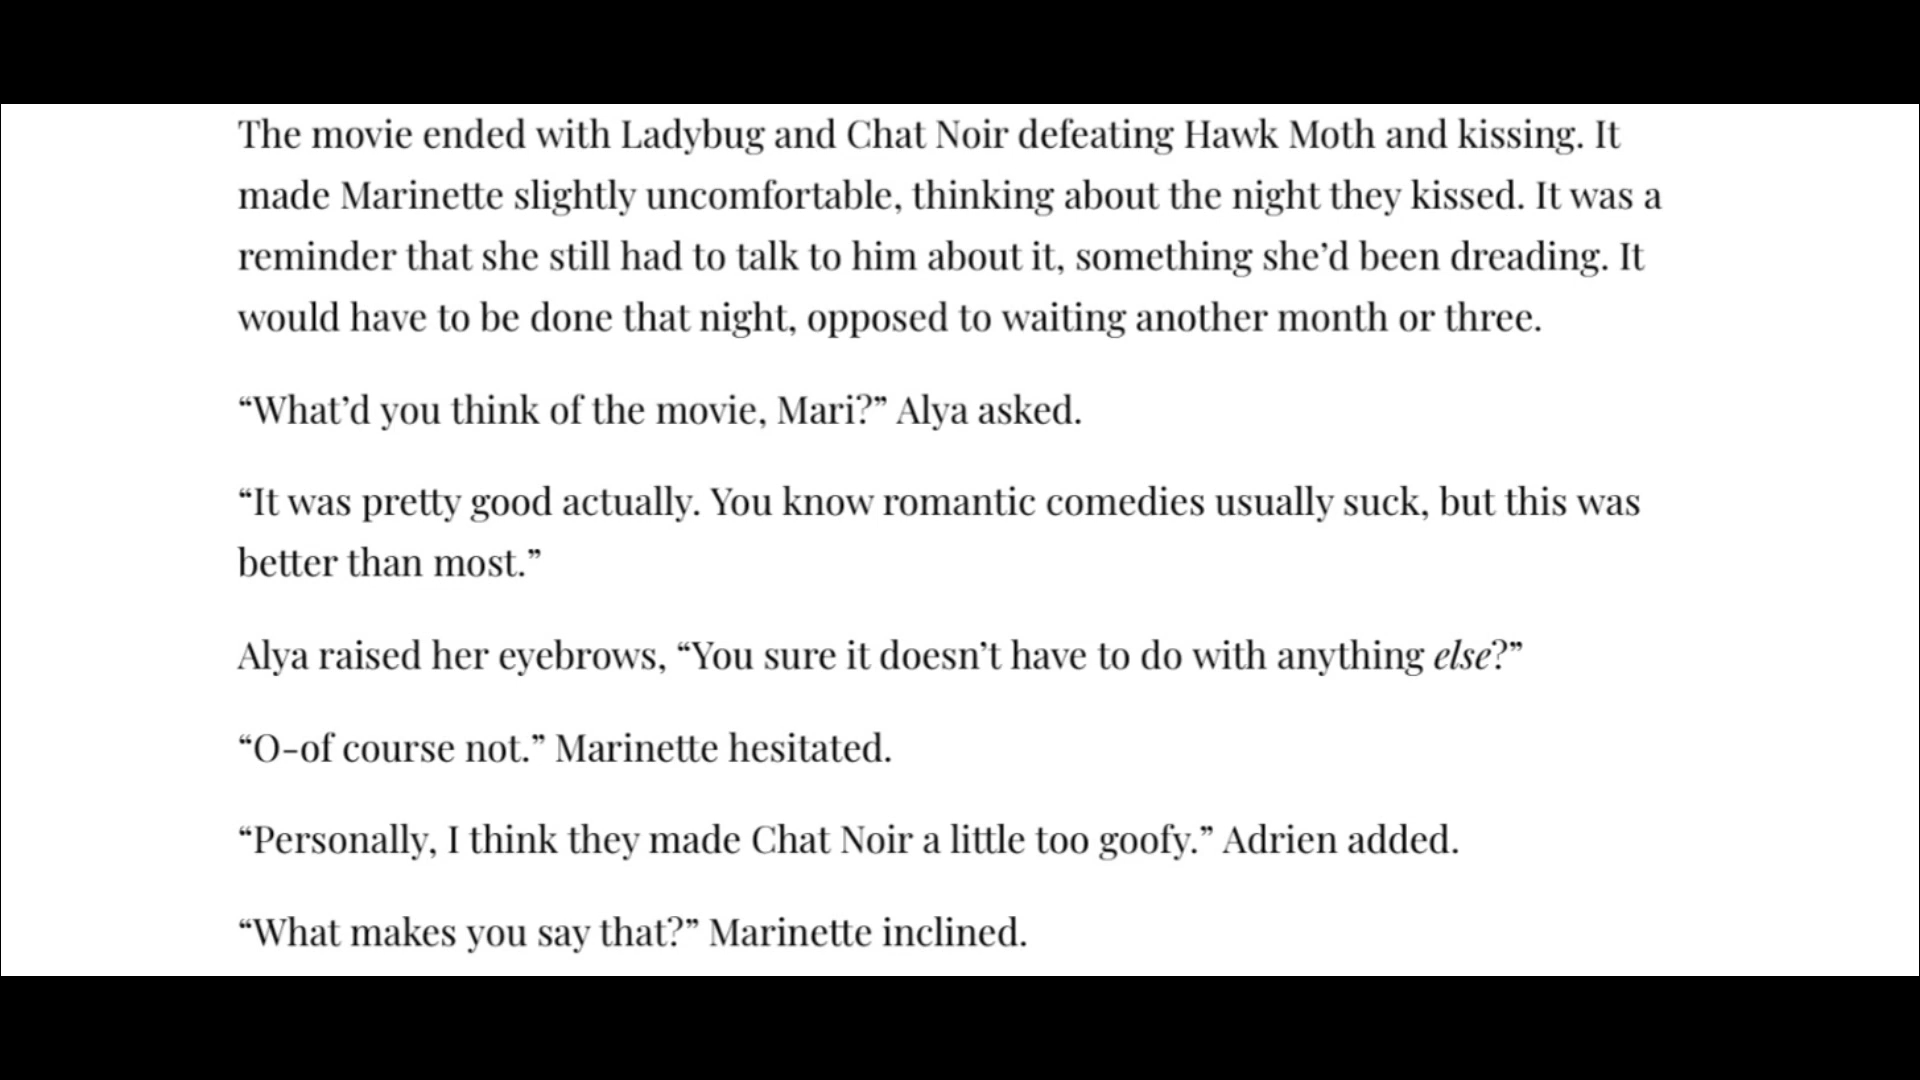 The movie ended with Ladybug and Chat Noir defeating Hawk Moth and kissing. It
made Marinette slightly uncomfortable, thinking about the night they kissed. It was a
reminder that she still had to talk to him about it, something she’d been dreading. It
would have to be done that night, opposed to waiting another month or three.
“What’d you think of the movie, Mari?” Alya asked.
“It was pretty good actually. You know romantic comedies usually suck, but this was
better than most.”
Alya raised her eyebrows, “You sure it doesn’t have to do with anything else?”
“O-of course not.” Marinette hesitated.
“Personally, I think they made Chat Noir a little too goofy.” Adrien added.
“What makes you say that?” Marinette inclined.